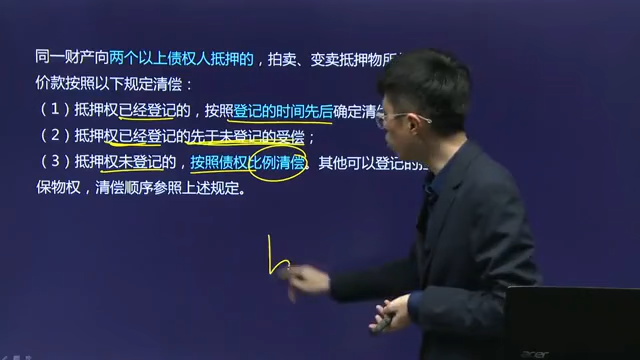 同一财产向两个以上债权人抵押的，拍卖、变卖抵押物所
价款按照以下规定清偿：
（1）抵押权已经登记的，按照登记的时间先后确定清
（2）抵押权已经登记的先于未登记的受偿；
（3）抵押权未登记的，按照债权比例清偿。其他可以登记的
保物权，清偿顺序参照上述规定。
acer